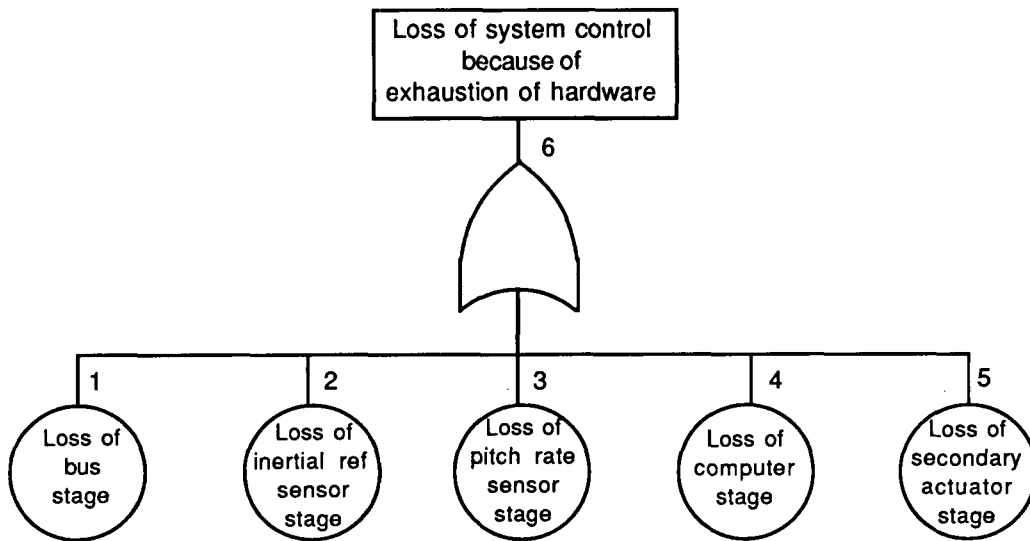 Loss of system control
because of
exhaustion of hardware
6
1
2
3
4
5
Loss of
bus
stage
Loss of
inertial ref
sensor
stage
Loss of
pitch rate
sensor
stage
Loss of
computer
stage
Loss of
secondary
actuator
stage